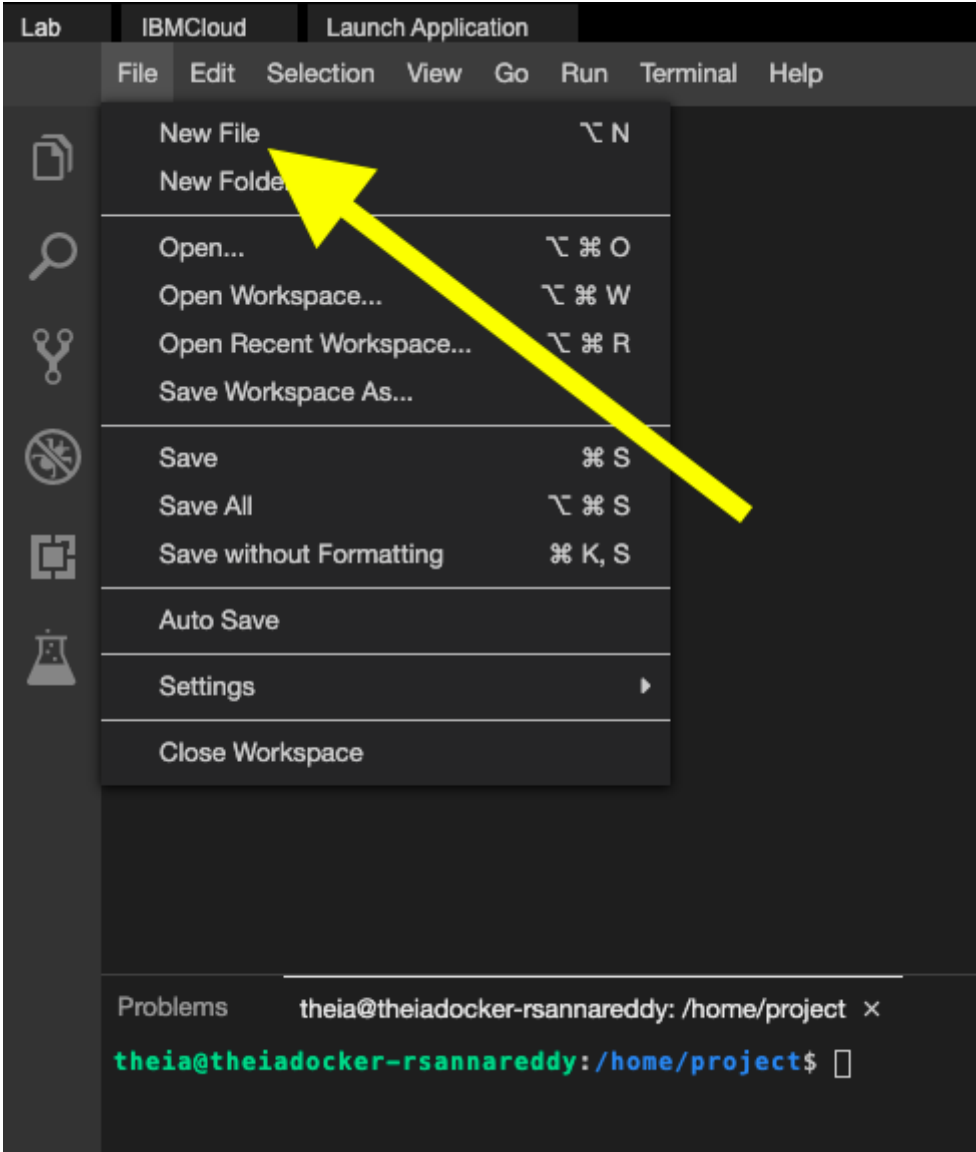 Lab IBMCloud Launch Application
File Edit Selection View Go Run Terminal Help
New File ⌥ N
New Folder
Open... ⌥ ⌘ O
Open Workspace... ⌥ ⌘ W
Open Recent Workspace... ⌥ ⌘ R
Save Workspace As...
Save ⌘ S
Save All ⌥ ⌘ S
Save without Formatting ⌘ K, S
Auto Save
Settings
Close Workspace
Problems theia@theiadocker-rsannareddy: /home/project ×
theia@theiadocker-rsannareddy:/home/project$